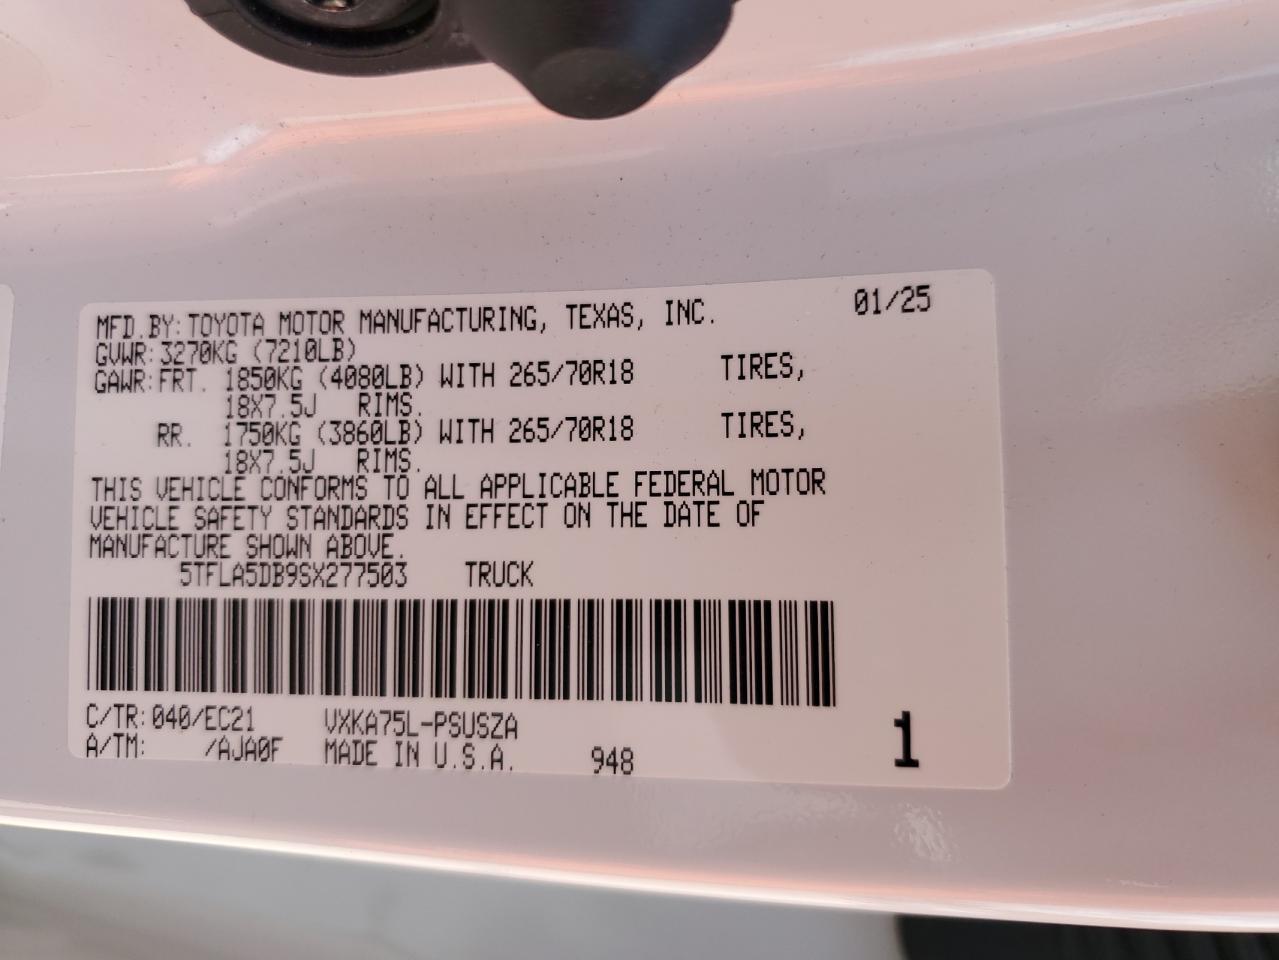 MFD.BY:TOYOTA MOTOR MANUFACTURING, TEXAS, INC. 01/25
GVWR:3270KG (7210LB)
GAWR:FRT. 1850KG (4080LB) WITH 265/70R18 TIRES,
18X7.5J RIMS.
RR. 1750KG (3860LB) WITH 265/70R18 TIRES,
18X7.5J RIMS.
THIS VEHICLE CONFORMS TO ALL APPLICABLE FEDERAL MOTOR
VEHICLE SAFETY STANDARDS IN EFFECT ON THE DATE OF
MANUFACTURE SHOWN ABOVE.
5TFLA5DB9SX277503 TRUCK
C/TR:040/EC21 VXKA75L-PSUSZA
A/TM: /AJA0F MADE IN U.S.A. 948 1